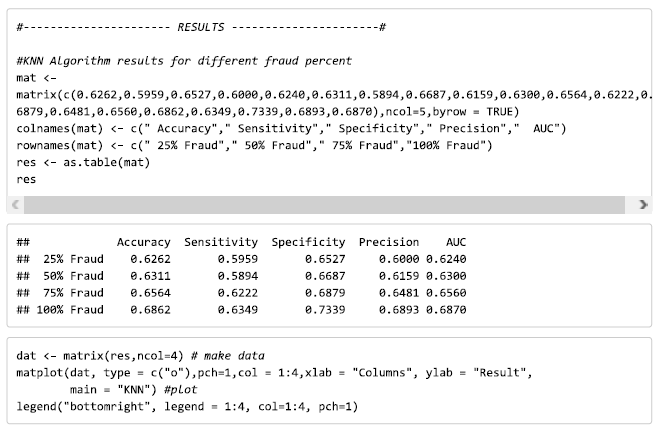 #---------------------- RESULTS ----------------------#
#KNN Algorithm results for different fraud percent
mat <-
matrix(c(0.6262,0.5959,0.6527,0.6000,0.6240,0.6311,0.5894,0.6687,0.6159,0.6300,0.6564,0.6222,0.
6879,0.6481,0.6560,0.6862,0.6349,0.7339,0.6893,0.6870),ncol=5,byrow = TRUE)
colnames(mat) <- c(" Accuracy"," Sensitivity"," Specificity"," Precision","  AUC")
rownames(mat) <- c(" 25% Fraud"," 50% Fraud"," 75% Fraud","100% Fraud")
res <- as.table(mat)
res
##            Accuracy  Sensitivity  Specificity  Precision   AUC
##  25% Fraud   0.6262       0.5959       0.6527     0.6000 0.6240
##  50% Fraud   0.6311       0.5894       0.6687     0.6159 0.6300
##  75% Fraud   0.6564       0.6222       0.6879     0.6481 0.6560
## 100% Fraud   0.6862       0.6349       0.7339     0.6893 0.6870
dat <- matrix(res,ncol=4) # make data
matplot(dat, type = c("o"),pch=1,col = 1:4,xlab = "Columns", ylab = "Result",
        main = "KNN") #plot
legend("bottomright", legend = 1:4, col=1:4, pch=1)